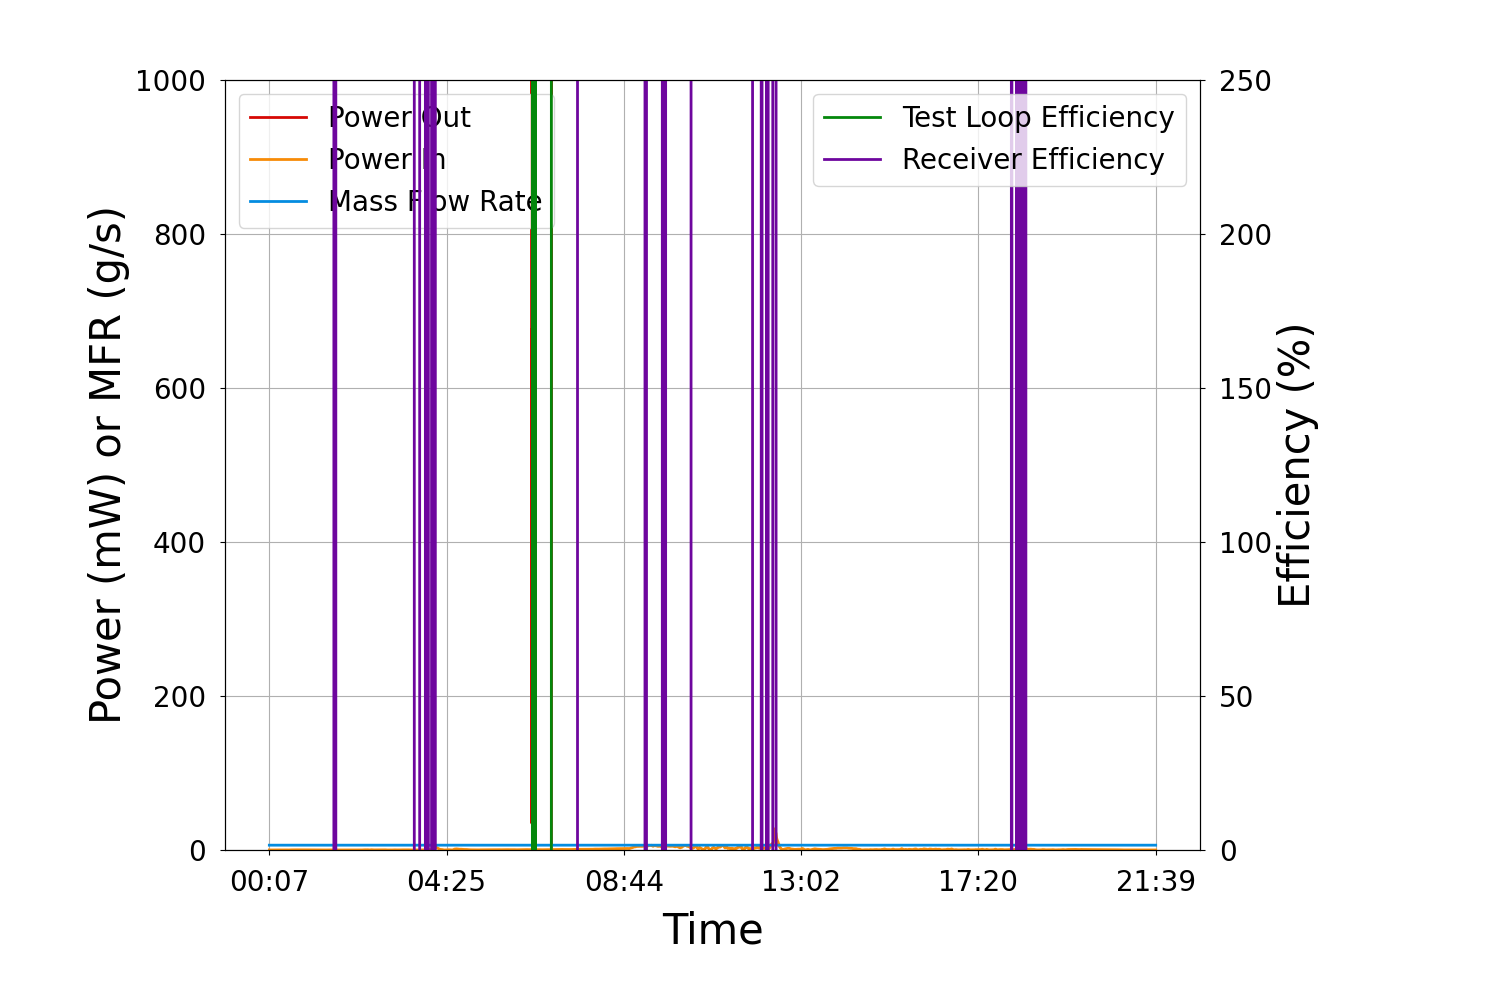 1000
800
600
400
200
0
Power (mW) or MFR (g/s)
Power Out
Power In
Mass Flow Rate
Test Loop Efficiency
Receiver Efficiency
250
200
150
100
50
0
Efficiency (%)
00:07 04:25 08:44 13:02 17:20 21:39
Time